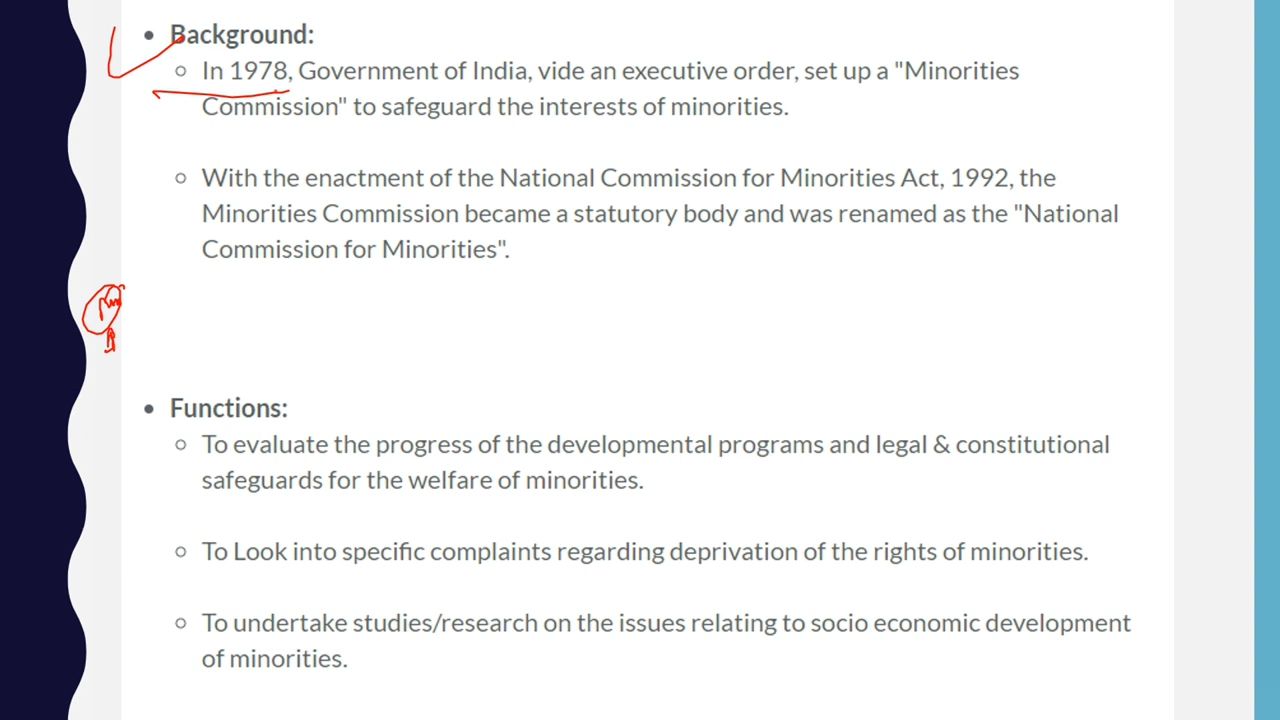 • Background:
○ In 1978, Government of India, vide an executive order, set up a "Minorities
Commission" to safeguard the interests of minorities.
○ With the enactment of the National Commission for Minorities Act, 1992, the
Minorities Commission became a statutory body and was renamed as the "National
Commission for Minorities".
• Functions:
○ To evaluate the progress of the developmental programs and legal & constitutional
safeguards for the welfare of minorities.
○ To Look into specific complaints regarding deprivation of the rights of minorities.
○ To undertake studies/research on the issues relating to socio economic development
of minorities.